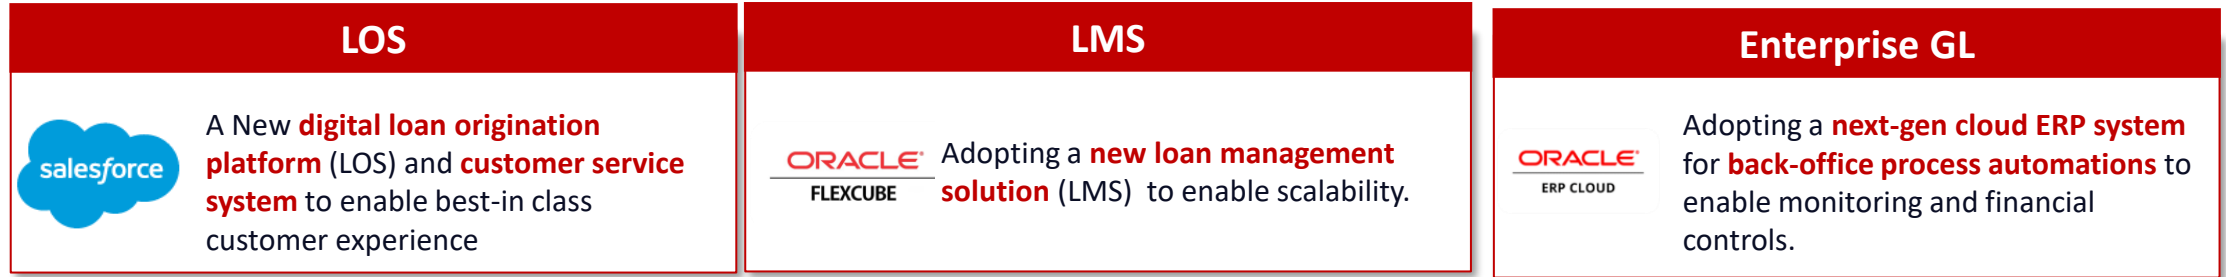 LOS
salesforce
A New digital loan origination
platform (LOS) and customer service
system to enable best-in class
customer experience
LMS
ORACLE
FLEXCUBE
Adopting a new loan management
solution (LMS) to enable scalability.
Enterprise GL
ORACLE
ERP CLOUD
Adopting a next-gen cloud ERP system
for back-office process automations to
enable monitoring and financial
controls.